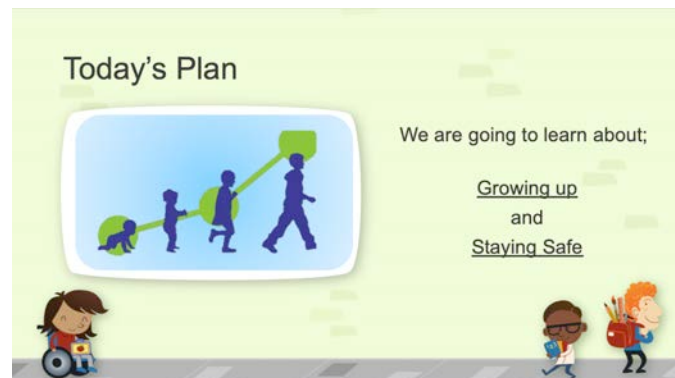 Today's Plan
We are going to learn about;
Growing up
and
Staying Safe